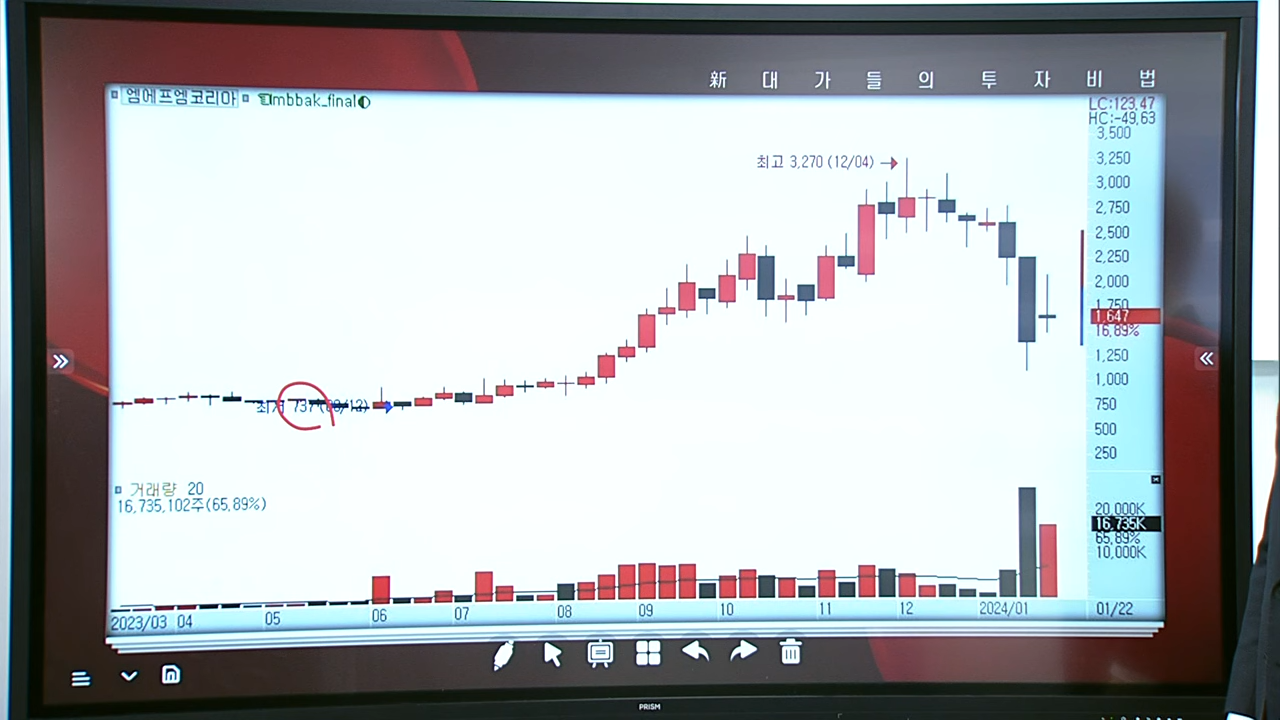 新 대 가 들 의 투 자 비 법
엠에프엠코리아 mbbak_final
LC:123,47
HC:-49,63
3,500
최고 3,270 (12/04)
3,250
3,000
2,750
2,500
2,250
2,000
1,750
1,647
16,89%
1,250
1,000
최저 737
750
500
250
거래량 20
16,735,102주(65,89%)
20,000K
16,735K
65,89%
10,000K
2023/03 04 05 06 07 08 09 10 11 12 2024/01 01/22
PRISM